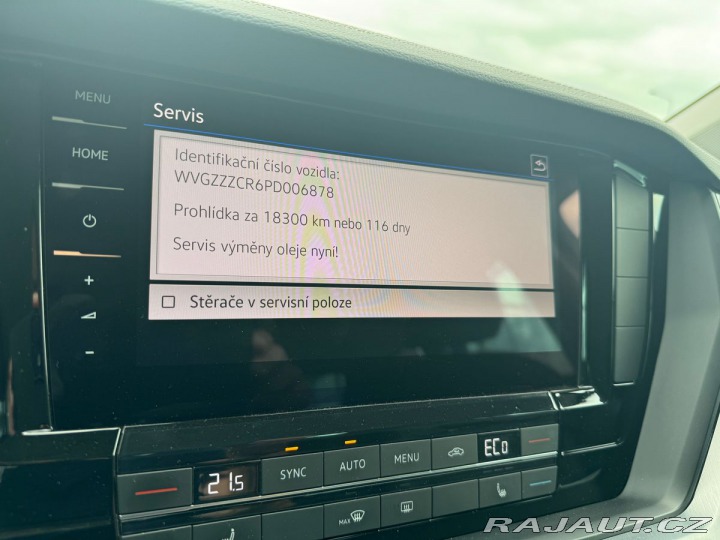 MENU
HOME
Servis
Identifikační číslo vozidla:
WVGZZZCR6PD006878
Prohlídka za 18300 km nebo 116 dny
Servis výměny oleje nyní!
Stěrače v servisní poloze
+
-
21.5
SYNC
AUTO
MENU
ECO
MAX
RAJAUT.CZ